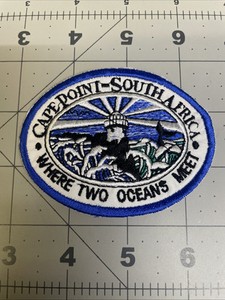 CAPE POINT - SOUTH AFRICA
• WHERE TWO OCEANS MEET •
3 4 5 6
6 5 4 3